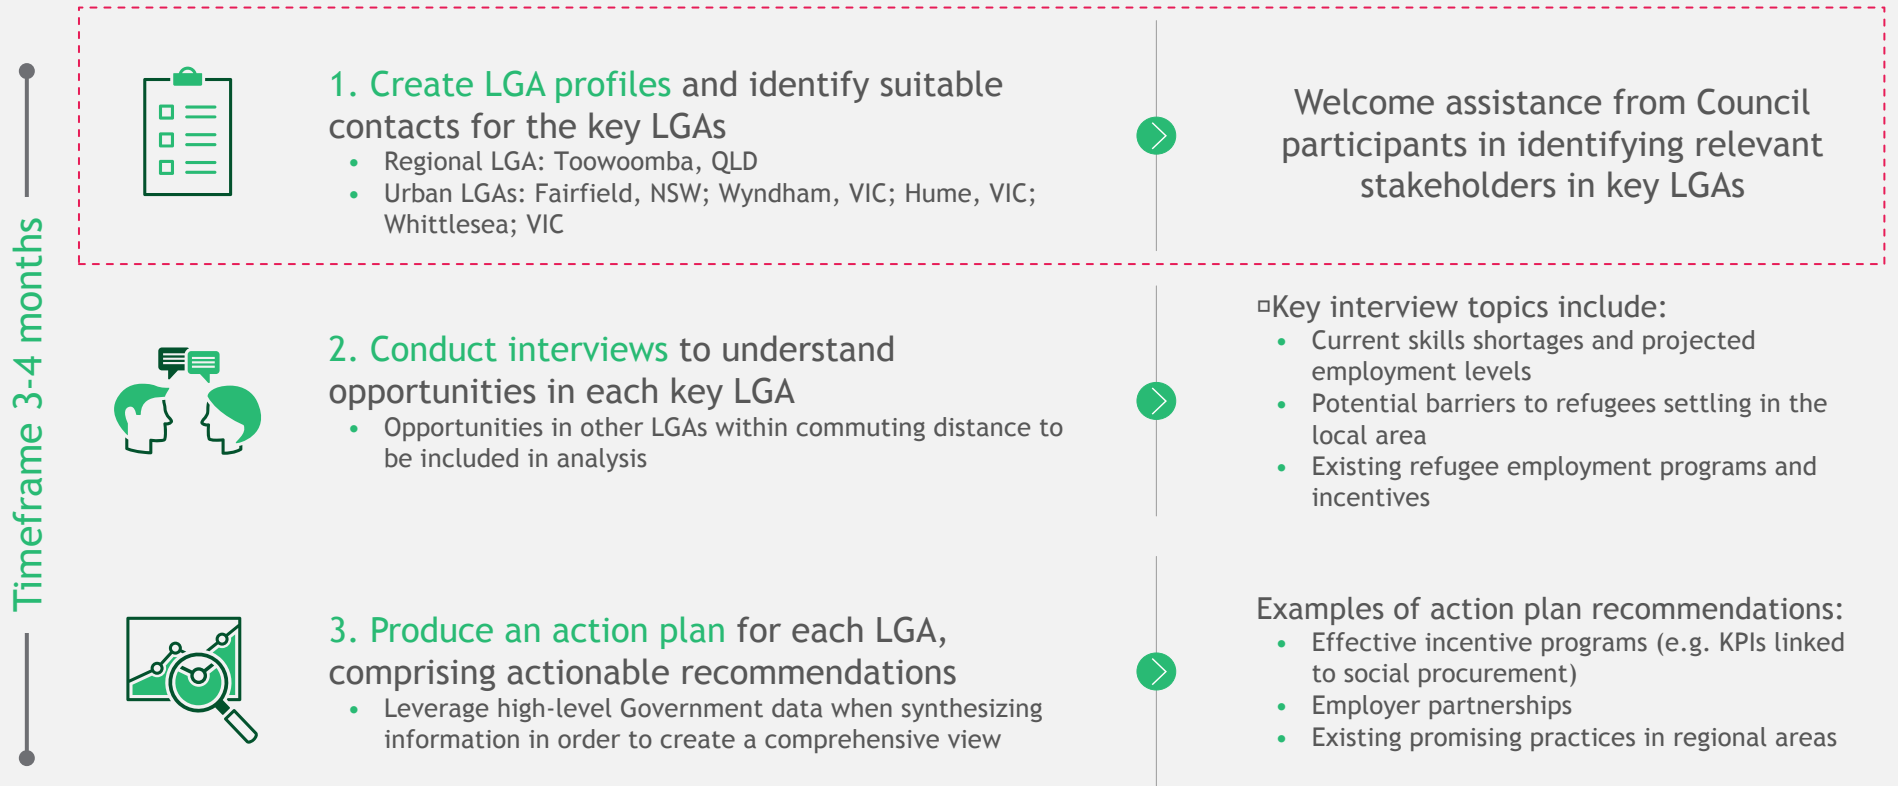 Timeframe 3-4 months
1. Create LGA profiles and identify suitable
contacts for the key LGAs
• Regional LGA: Toowoomba, QLD
• Urban LGAs: Fairfield, NSW; Wyndham, VIC; Hume, VIC;
Whittlesea; VIC
Welcome assistance from Council
participants in identifying relevant
stakeholders in key LGAs
2. Conduct interviews to understand
opportunities in each key LGA
• Opportunities in other LGAs within commuting distance to
be included in analysis
▫Key interview topics include:
• Current skills shortages and projected
employment levels
• Potential barriers to refugees settling in the
local area
• Existing refugee employment programs and
incentives
3. Produce an action plan for each LGA,
comprising actionable recommendations
• Leverage high-level Government data when synthesizing
information in order to create a comprehensive view
Examples of action plan recommendations:
• Effective incentive programs (e.g. KPIs linked
to social procurement)
• Employer partnerships
• Existing promising practices in regional areas